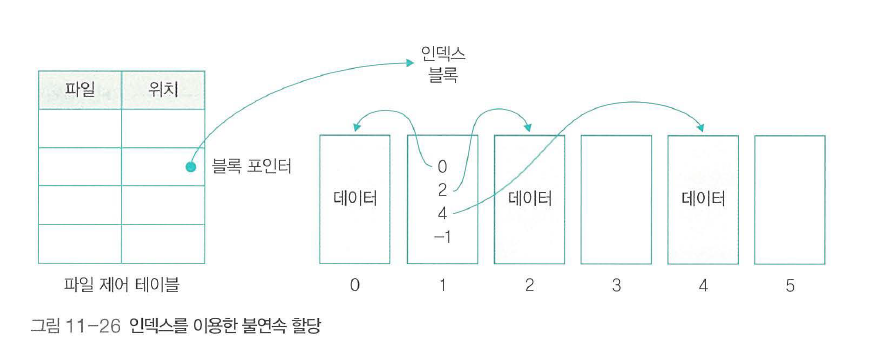 인덱스
블록
파일 위치
블록 포인터
데이터 0 데이터 데이터
2
4
-1
파일 제어 테이블 0 1 2 3 4 5
그림 11-26 인덱스를 이용한 불연속 할당